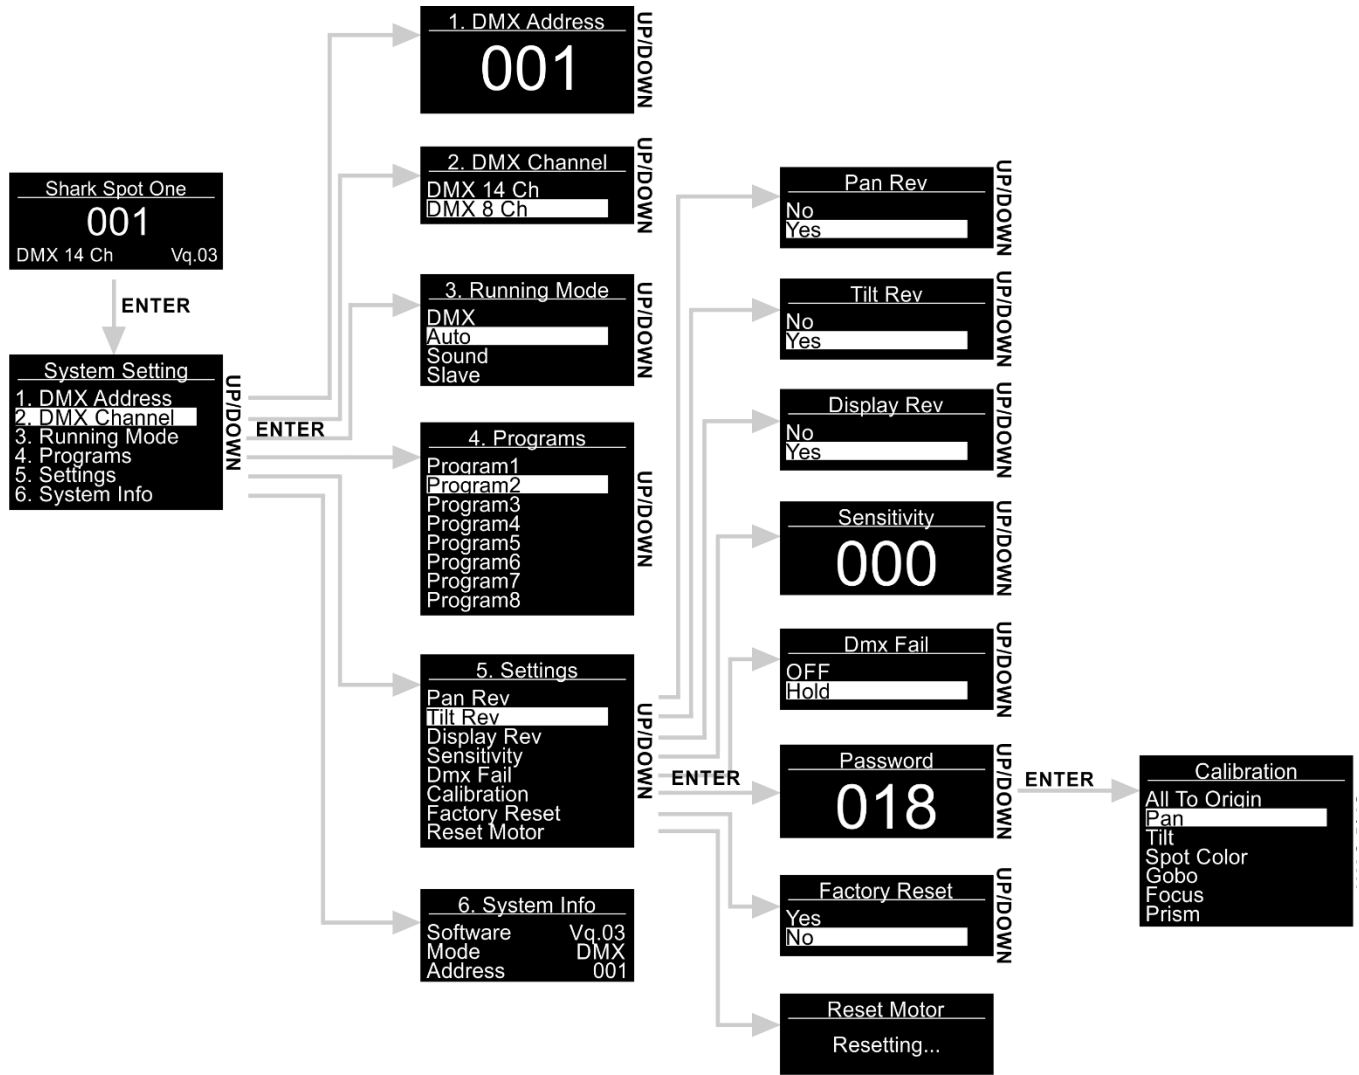 Shark Spot One
001
DMX 14 Ch Vq.03
ENTER
System Setting
1. DMX Address
2. DMX Channel
3. Running Mode
4. Programs
5. Settings
6. System Info
UP/DOWN
ENTER
1. DMX Address
001
UP/DOWN
2. DMX Channel
DMX 14 Ch
DMX 8 Ch
UP/DOWN
3. Running Mode
DMX
Auto
Sound
Slave
UP/DOWN
4. Programs
Program1
Program2
Program3
Program4
Program5
Program6
Program7
Program8
UP/DOWN
5. Settings
Pan Rev
Tilt Rev
Display Rev
Sensitivity
Dmx Fail
Calibration
Factory Reset
Reset Motor
UP/DOWN
ENTER
6. System Info
Software Vq.03
Mode DMX
Address 001
Pan Rev
No
Yes
UP/DOWN
Tilt Rev
No
Yes
UP/DOWN
Display Rev
No
Yes
UP/DOWN
Sensitivity
000
UP/DOWN
Dmx Fail
OFF
Hold
UP/DOWN
Password
018
UP/DOWN
ENTER
Factory Reset
Yes
No
UP/DOWN
Reset Motor
Resetting...
Calibration
All To Origin
Pan
Tilt
Spot Color
Gobo
Focus
Prism